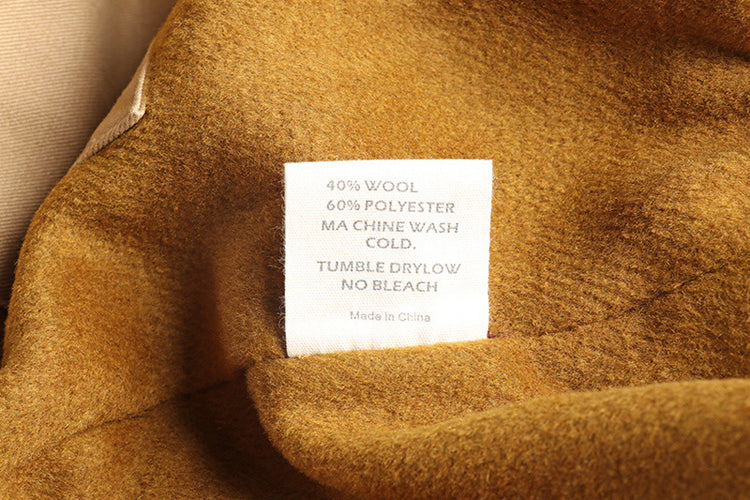 40% WOOL
60% POLYESTER
MA CHINE WASH
COLD.
TUMBLE DRYLOW
NO BLEACH
Made in China